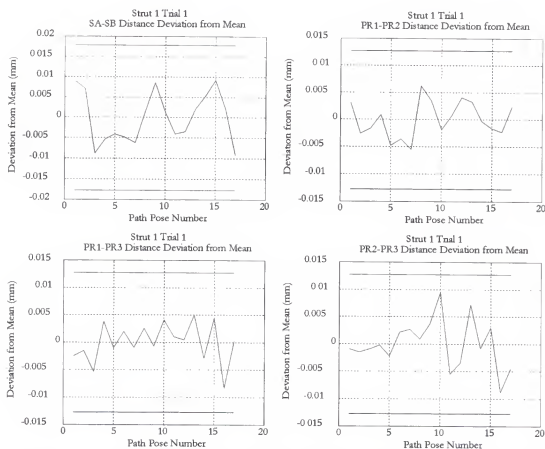 Strut 1 Trial 1
SA-SB Distance Deviation from Mean
0.02
0.015
0.01
0.005
0
-0.005
-0.01
-0.015
-0.02
Deviation from Mean (mm)
0 5 10 15 20
Path Pose Number
Strut 1 Trial 1
PR1-PR2 Distance Deviation from Mean
0.015
0.01
0.005
0
-0.005
-0.01
-0.015
Deviation from Mean (mm)
0 5 10 15 20
Path Pose Number
Strut 1 Trial 1
PR1-PR3 Distance Deviation from Mean
0.015
0.01
0.005
0
-0.005
-0.01
-0.015
Deviation from Mean (mm)
0 5 10 15 20
Path Pose Number
Strut 1 Trial 1
PR2-PR3 Distance Deviation from Mean
0.015
0.01
0.005
0
-0.005
-0.01
-0.015
Deviation from Mean (mm)
0 5 10 15 20
Path Pose Number